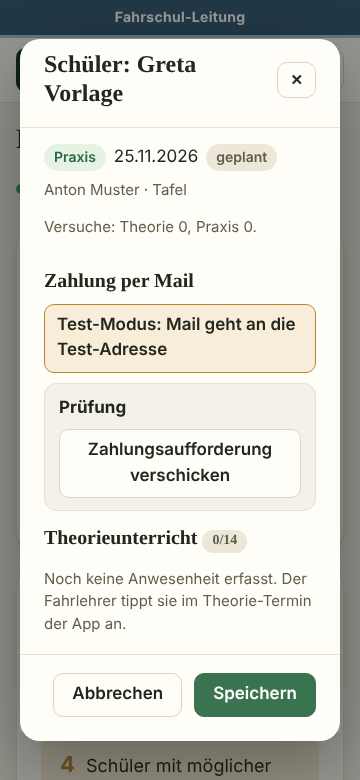 Fahrschul-Leitung
Schüler: Greta
Vorlage
×
Praxis 25.11.2026 geplant
Anton Muster · Tafel
Versuche: Theorie 0, Praxis 0.
Zahlung per Mail
Test-Modus: Mail geht an die
Test-Adresse
Prüfung
Zahlungsaufforderung
verschicken
Theorieunterricht 0/14
Noch keine Anwesenheit erfasst. Der
Fahrlehrer tippt sie im Theorie-Termin
der App an.
Abbrechen Speichern
4 Schüler mit möglicher